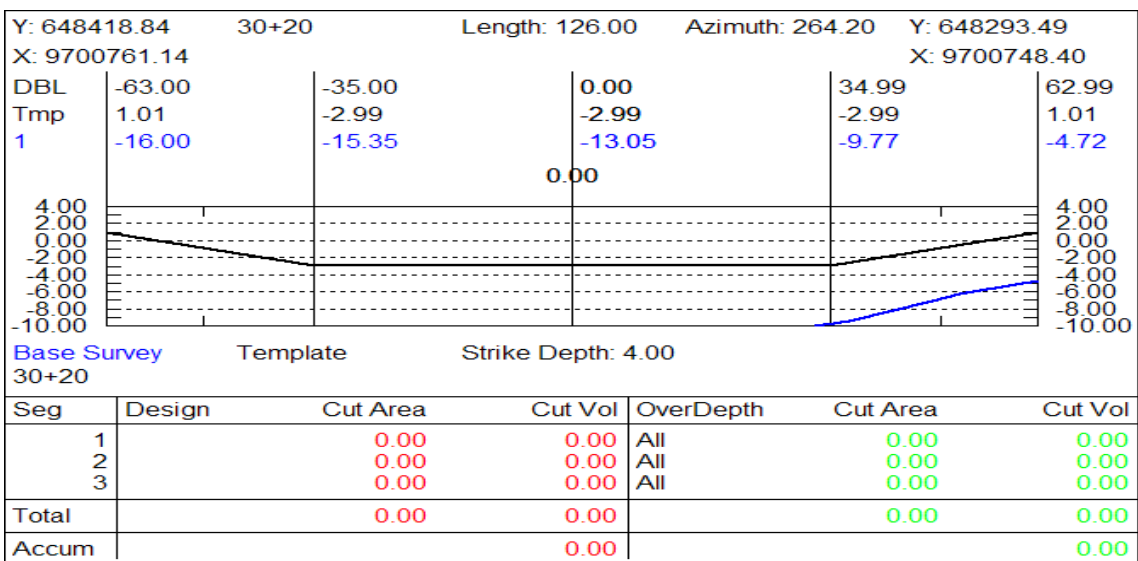 Y: 648418.84 30+20 Length: 126.00 Azimuth: 264.20 Y: 648293.49
X: 9700761.14 X: 9700748.40
DBL -63.00 -35.00 0.00 34.99 62.99
Tmp 1.01 -2.99 -2.99 -2.99 1.01
1 -16.00 -15.35 -13.05 -9.77 -4.72
0.00
4.00 4.00
2.00 2.00
0.00 0.00
-2.00 -2.00
-4.00 -4.00
-6.00 -6.00
-8.00 -8.00
-10.00 -10.00
Base Survey Template Strike Depth: 4.00
30+20
Seg Design Cut Area Cut Vol OverDepth Cut Area Cut Vol
1 0.00 0.00 All 0.00 0.00
2 0.00 0.00 All 0.00 0.00
3 0.00 0.00 All 0.00 0.00
Total 0.00 0.00 0.00 0.00
Accum 0.00 0.00